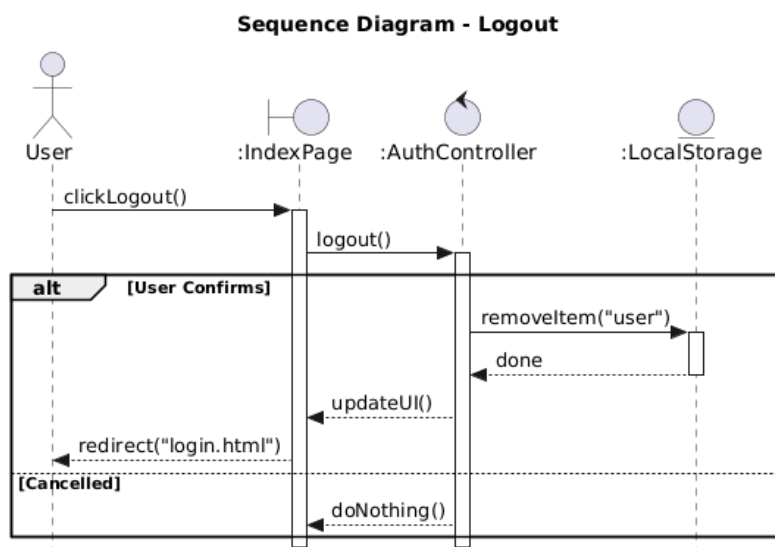 Sequence Diagram - Logout
User
:IndexPage
:AuthController
:LocalStorage
clickLogout()
logout()
alt
[User Confirms]
removeItem("user")
done
updateUI()
redirect("login.html")
[Cancelled]
doNothing()